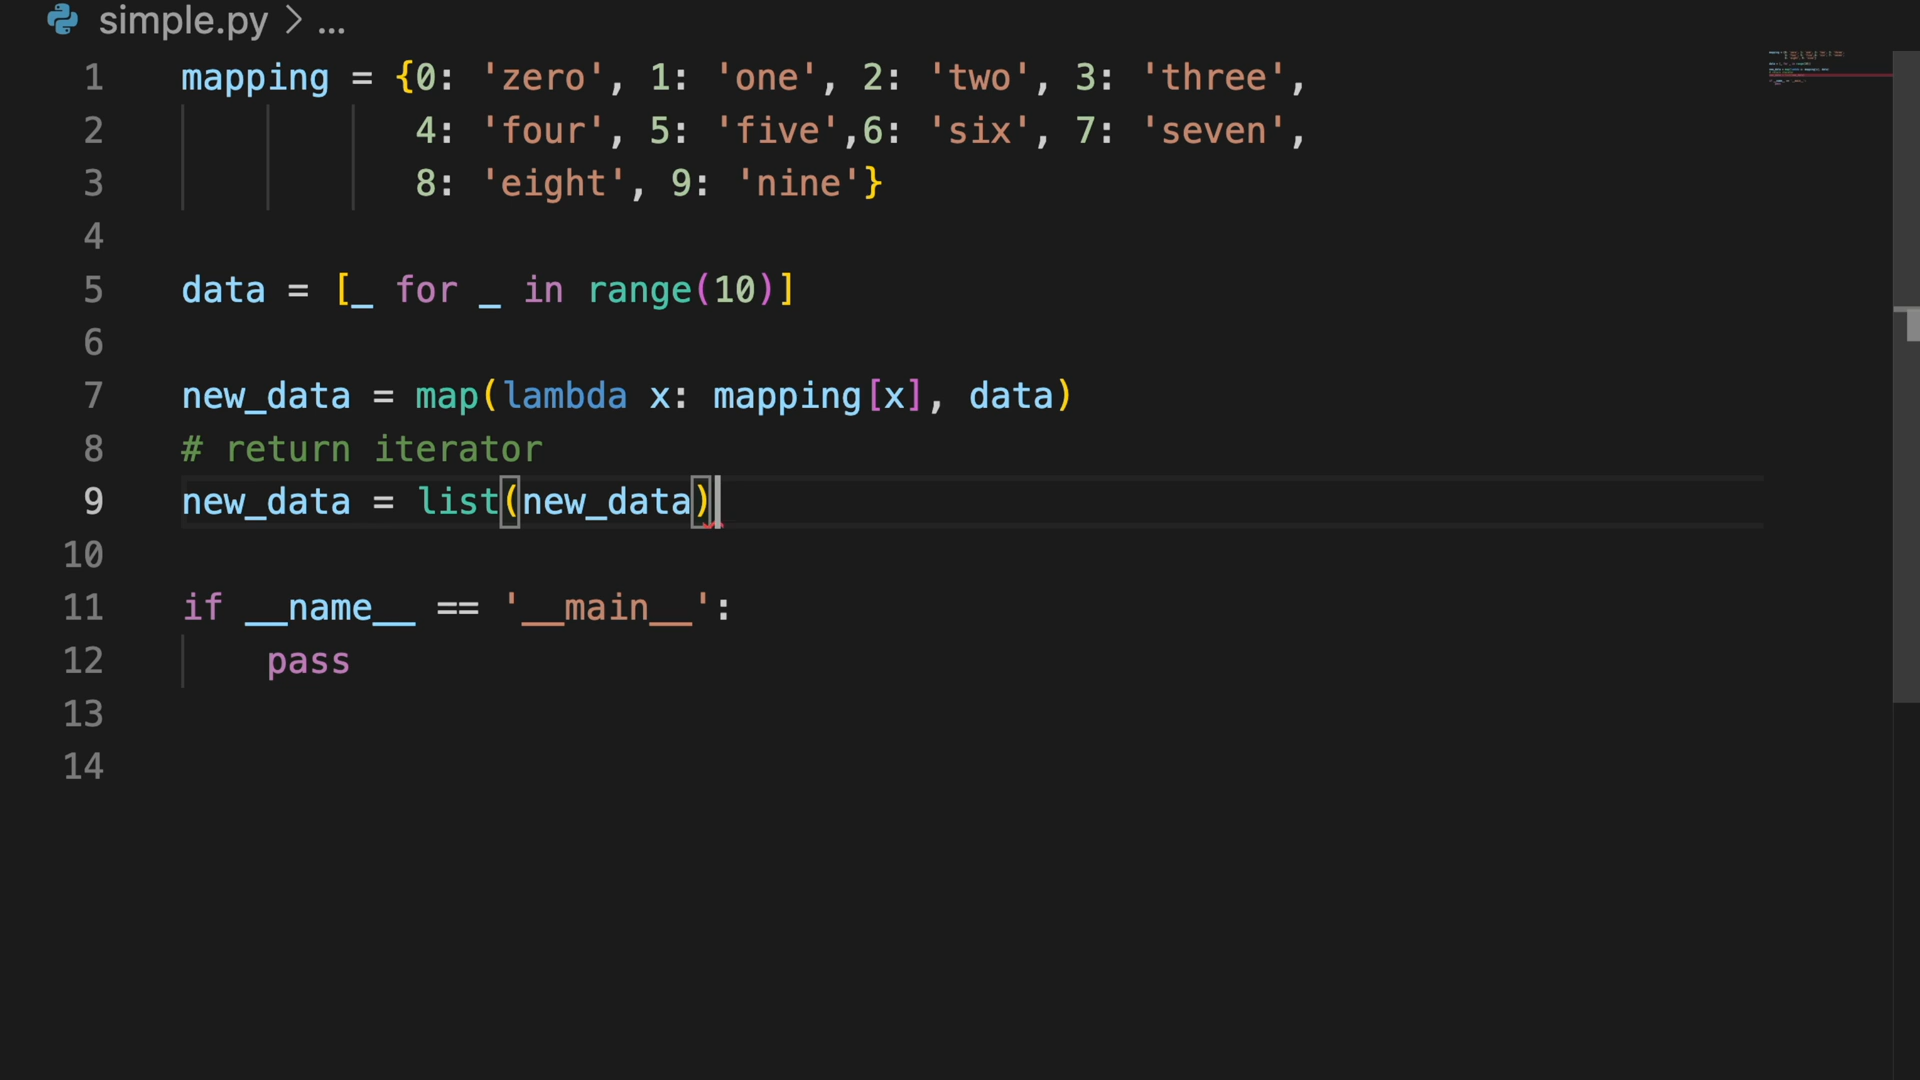 simple.py > ...
1 mapping = {0: 'zero', 1: 'one', 2: 'two', 3: 'three',
2 4: 'four', 5: 'five',6: 'six', 7: 'seven',
3 8: 'eight', 9: 'nine'}
4
5 data = [_ for _ in range(10)]
6
7 new_data = map(lambda x: mapping[x], data)
8 # return iterator
9 new_data = list(new_data)
10
11 if __name__ == '__main__':
12 pass
13
14